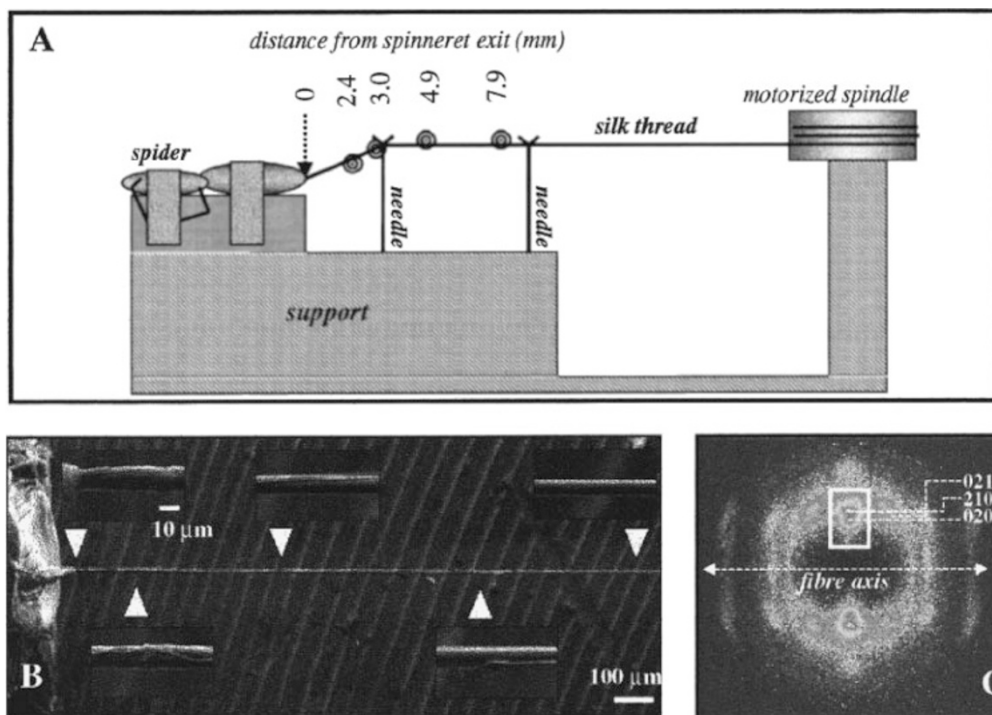 A
distance from spinneret exit (mm)
0
2.4
3.0
4.9
7.9
motorized spindle
silk thread
spider
needle
needle
support
B
10 µm
100 µm
021
210
020
fibre axis